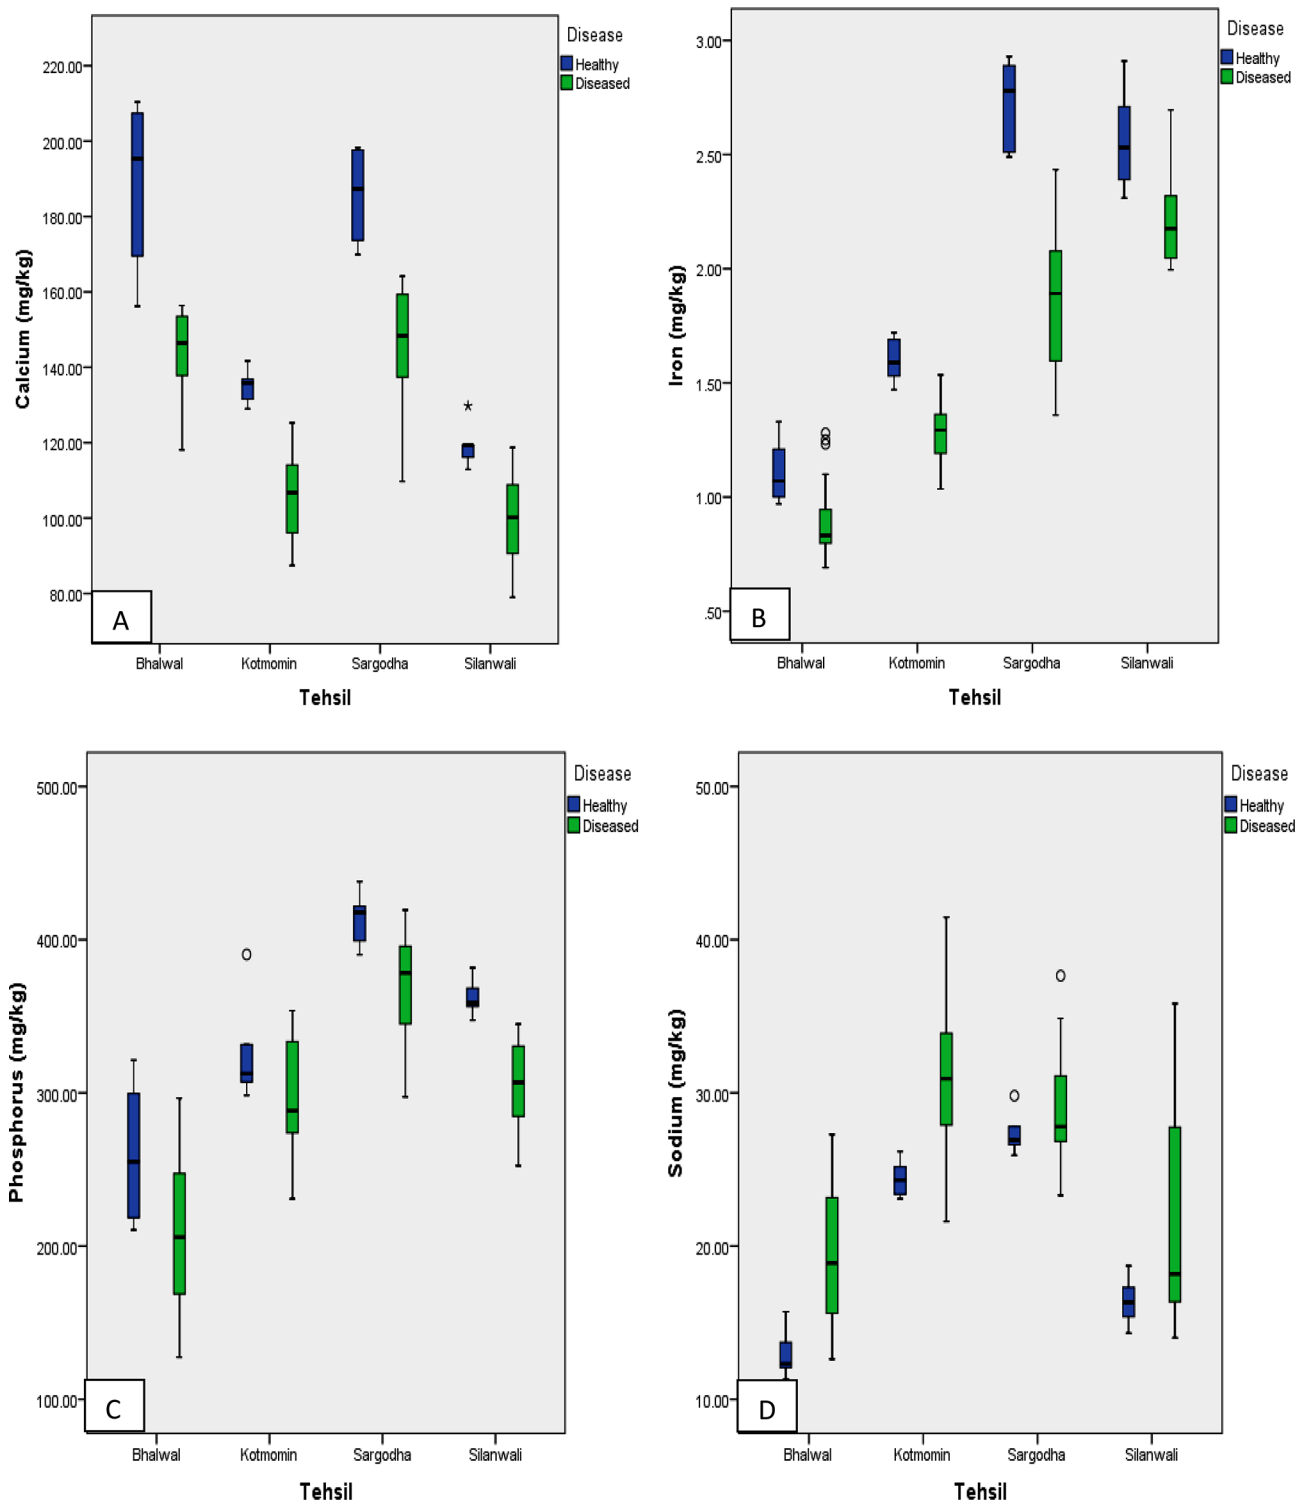 Disease
Healthy
Diseased
220.00
200.00
180.00
160.00
140.00
120.00
100.00
80.00
Calcium (mg/kg)
A
Bhalwal Kotmomin Sargodha Silanwali
Tehsil
Disease
Healthy
Diseased
3.00
2.50
2.00
1.50
1.00
.50
Iron (mg/kg)
B
Bhalwal Kotmomin Sargodha Silanwali
Tehsil
Disease
Healthy
Diseased
500.00
400.00
300.00
200.00
100.00
Phosphorus (mg/kg)
C
Bhalwal Kotmomin Sargodha Silanwali
Tehsil
Disease
Healthy
Diseased
50.00
40.00
30.00
20.00
10.00
Sodium (mg/kg)
D
Bhalwal Kotmomin Sargodha Silanwali
Tehsil